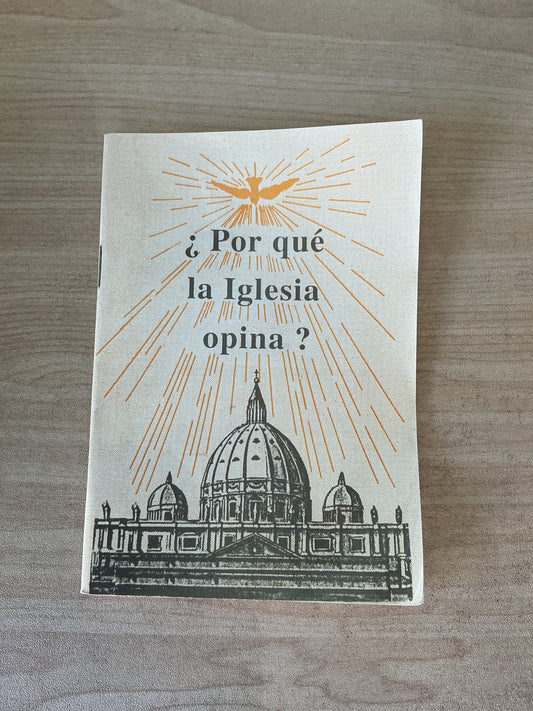 ¿ Por qué
la Iglesia
opina ?